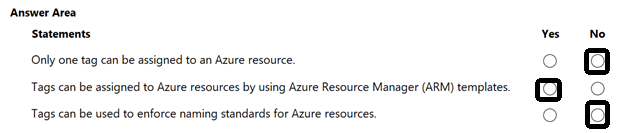 Answer Area
Statements Yes No
Only one tag can be assigned to an Azure resource.
Tags can be assigned to Azure resources by using Azure Resource Manager (ARM) templates.
Tags can be used to enforce naming standards for Azure resources.